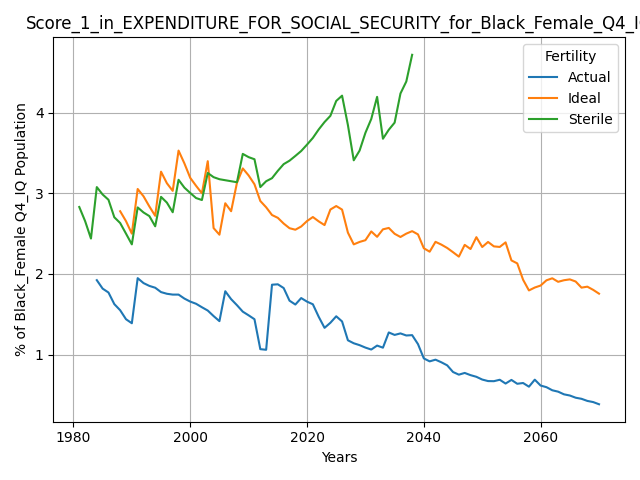 Score_1_in_EXPENDITURE_FOR_SOCIAL_SECURITY_for_Black_Female_Q4_I
Fertility
Actual
Ideal
Sterile
% of Black_Female Q4_IQ Population
4
3
2
1
1980 2000 2020 2040 2060
Years